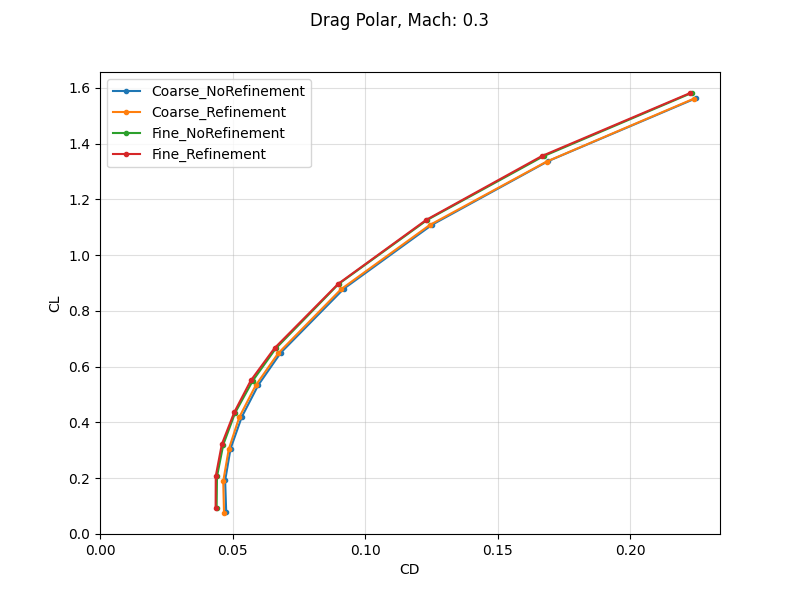 Drag Polar, Mach: 0.3
Coarse_NoRefinement
Coarse_Refinement
Fine_NoRefinement
Fine_Refinement
1.6
1.4
1.2
1.0
0.8
0.6
0.4
0.2
0.0
CL
0.00
0.05
0.10
0.15
0.20
CD